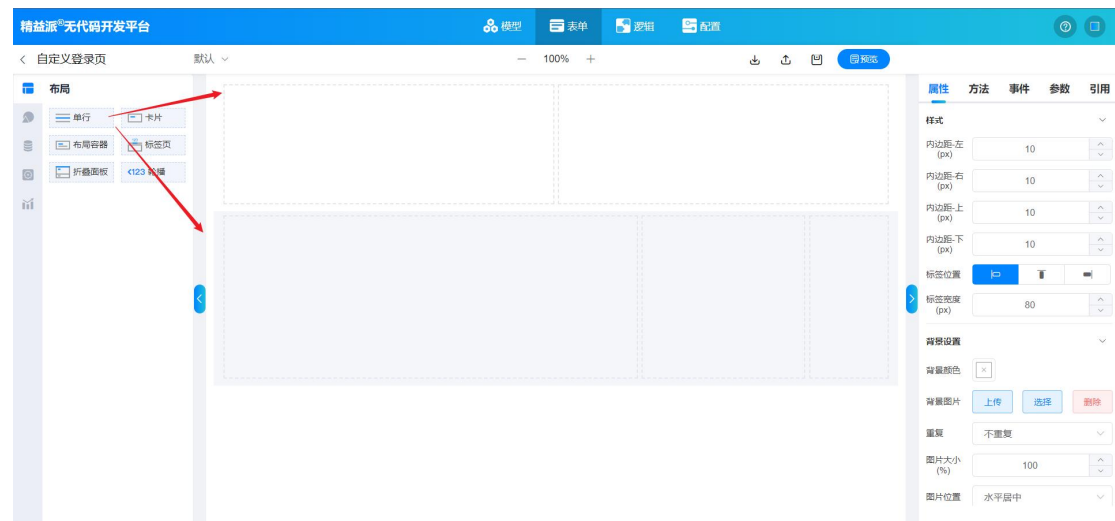 精益派®无代码开发平台 模型 表单 逻辑 配置
自定义登录页 默认 100% 预览
布局
单行 卡片
布局容器 标签页
折叠面板 123 轮播
属性 方法 事件 参数 引用
样式
内边距-左 (px) 10
内边距-右 (px) 10
内边距-上 (px) 10
内边距-下 (px) 10
标签位置
标签宽度 (px) 80
背景设置
背景颜色
背景图片 上传 选择 删除
重复 不重复
图片大小 (%) 100
图片位置 水平居中